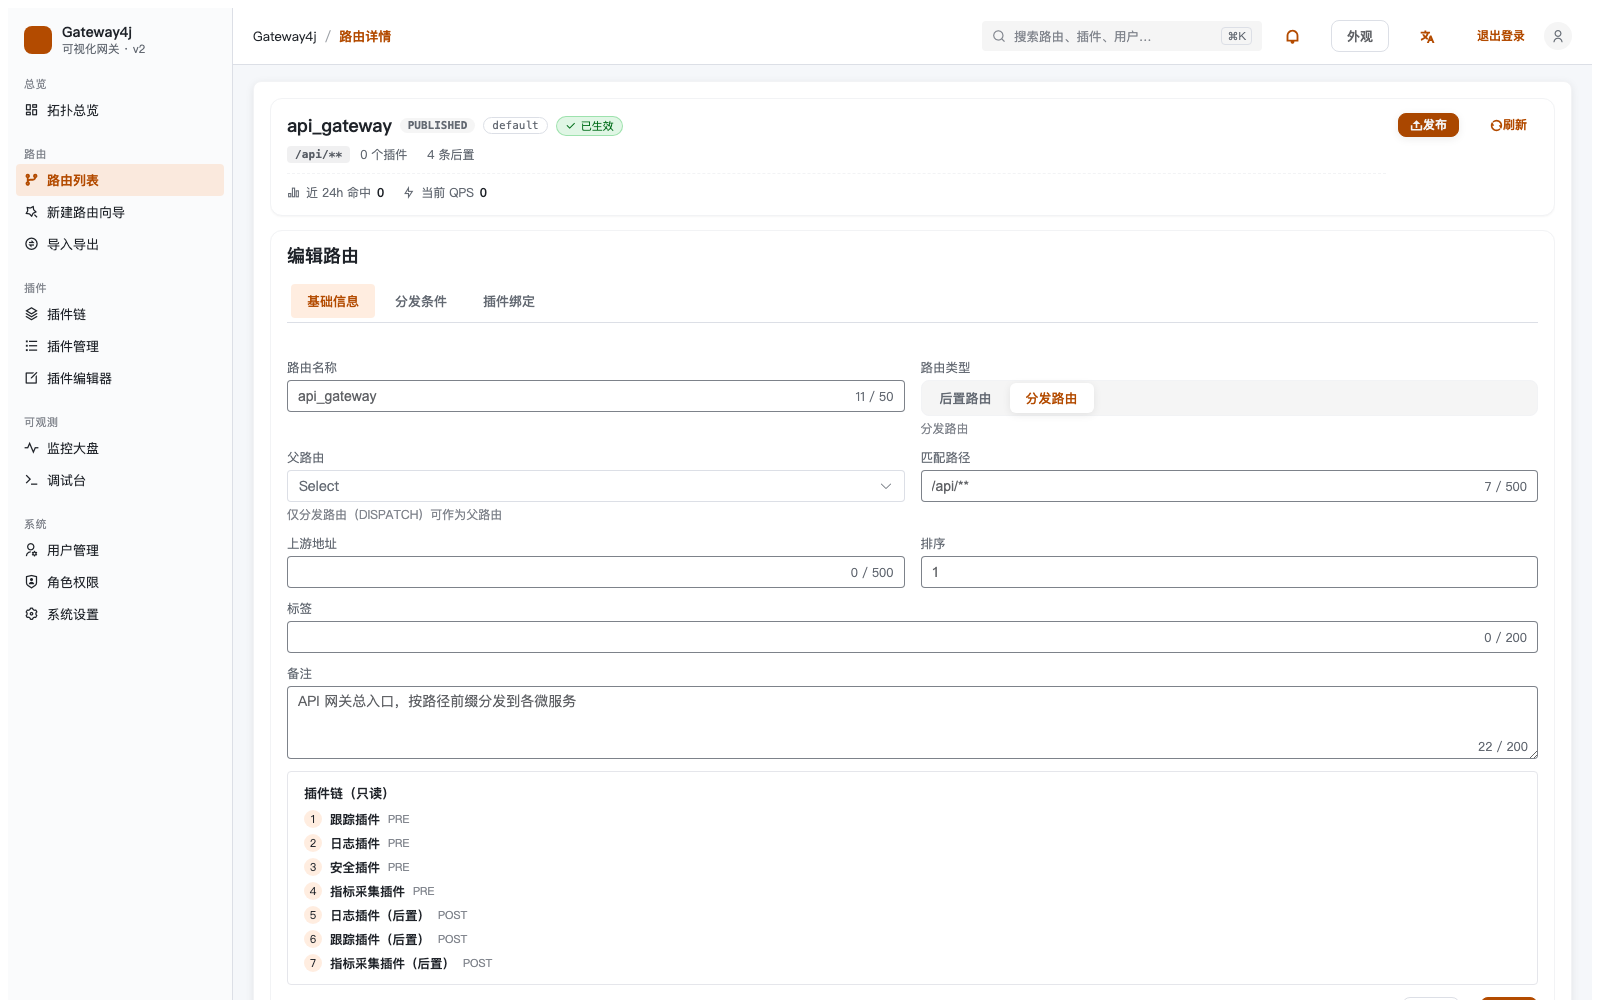 Gateway4j
可视化网关 · v2
总览
拓扑总览
路由
路由列表
新建路由向导
导入导出
插件
插件链
插件管理
插件编辑器
可观测
监控大盘
调试台
系统
用户管理
角色权限
系统设置
Gateway4j / 路由详情
搜索路由、插件、用户... ⌘K
外观
退出登录
api_gateway PUBLISHED default 已生效
发布
刷新
/api/** 0 个插件 4 条后置
近 24h 命中 0 当前 QPS 0
编辑路由
基础信息 分发条件 插件绑定
路由名称
api_gateway 11 / 50
路由类型
后置路由 分发路由
分发路由
父路由
Select
仅分发路由（DISPATCH）可作为父路由
匹配路径
/api/** 7 / 500
上游地址
0 / 500
排序
1
标签
0 / 200
备注
API 网关总入口，按路径前缀分发到各微服务
22 / 200
插件链（只读）
1 跟踪插件 PRE
2 日志插件 PRE
3 安全插件 PRE
4 指标采集插件 PRE
5 日志插件（后置） POST
6 跟踪插件（后置） POST
7 指标采集插件（后置） POST